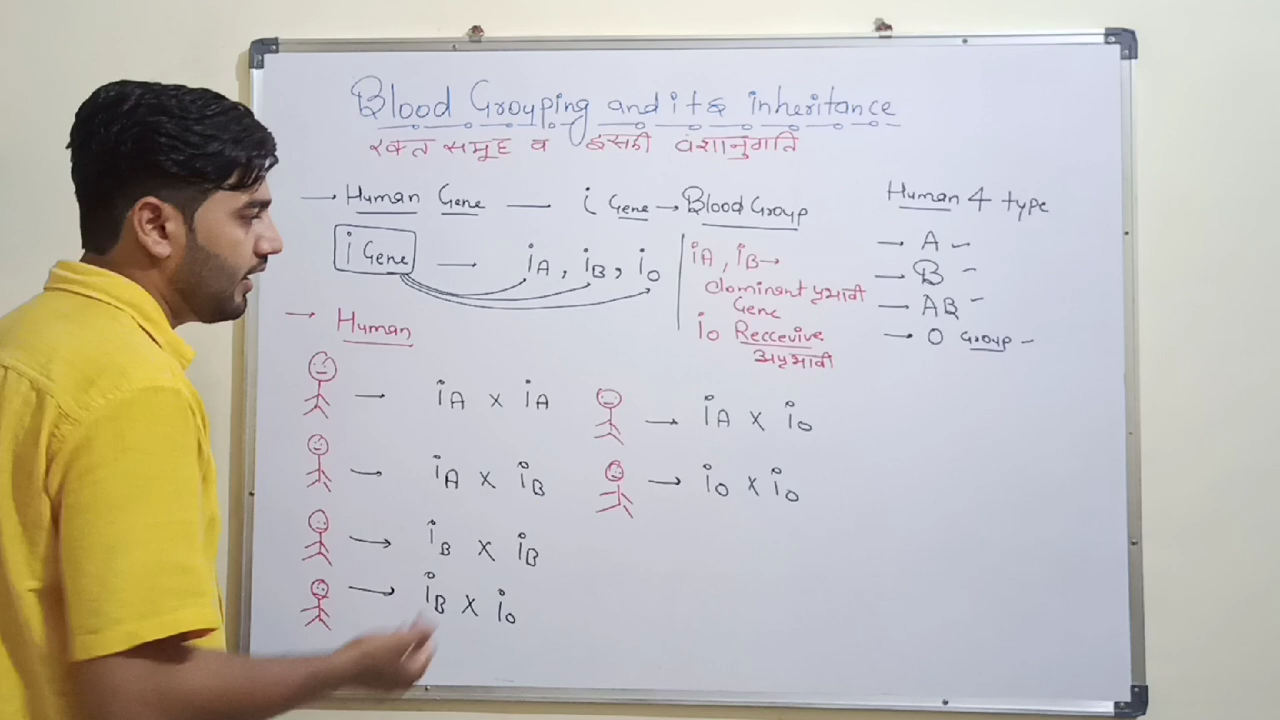 Blood Grouping and its inheritance
रक्त समूह व इसकी वंशानुगति
→ Human Gene — i Gene → Blood Group
i Gene — iA, iB, iO
iA, iB →
dominant प्रभावी
Gene
iO Reccevive
अप्रभावी
Human 4 type
→ A -
→ B -
→ AB -
→ O Group -
→ Human
→ iA x iA
→ iA x iB
→ iB x iB
→ iB x iO
→ iA x iO
→ iO x iO